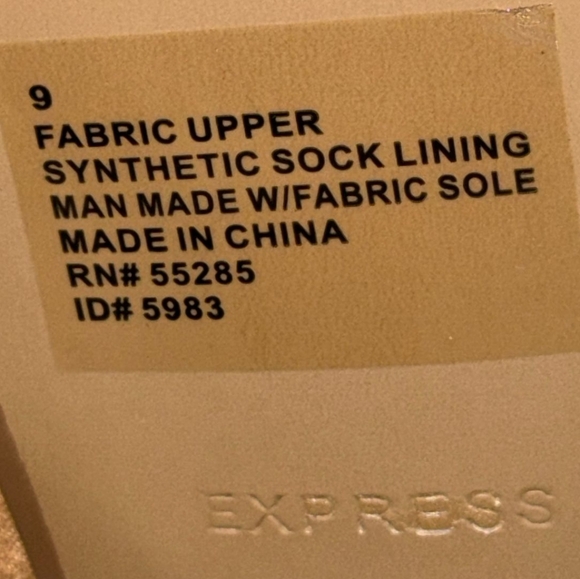 9
FABRIC UPPER
SYNTHETIC SOCK LINING
MAN MADE W/FABRIC SOLE
MADE IN CHINA
RN# 55285
ID# 5983
EXPRESS